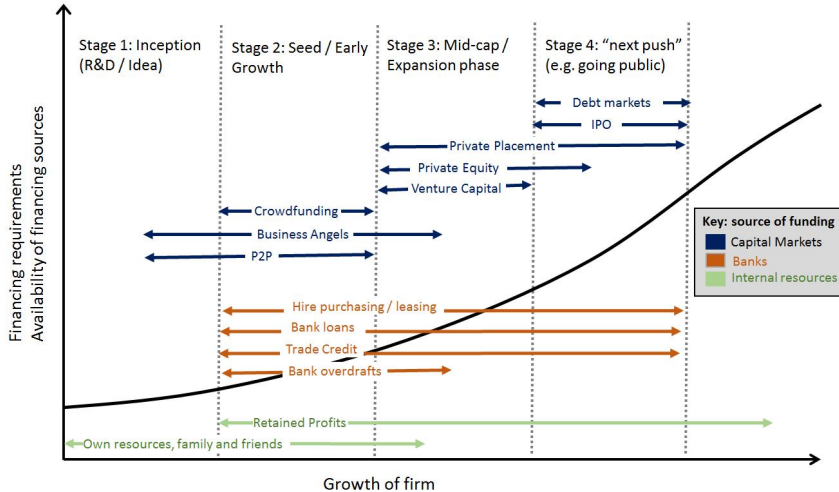 Stage 1: Inception
(R&D / Idea)
Stage 2: Seed / Early
Growth
Stage 3: Mid-cap /
Expansion phase
Stage 4: “next push”
(e.g. going public)
Debt markets
IPO
Private Placement
Private Equity
Venture Capital
Crowdfunding
Business Angels
P2P
Hire purchasing / leasing
Bank loans
Trade Credit
Bank overdrafts
Retained Profits
Own resources, family and friends
Financing requirements
Availability of financing sources
Growth of firm
Key: source of funding
Capital Markets
Banks
Internal resources